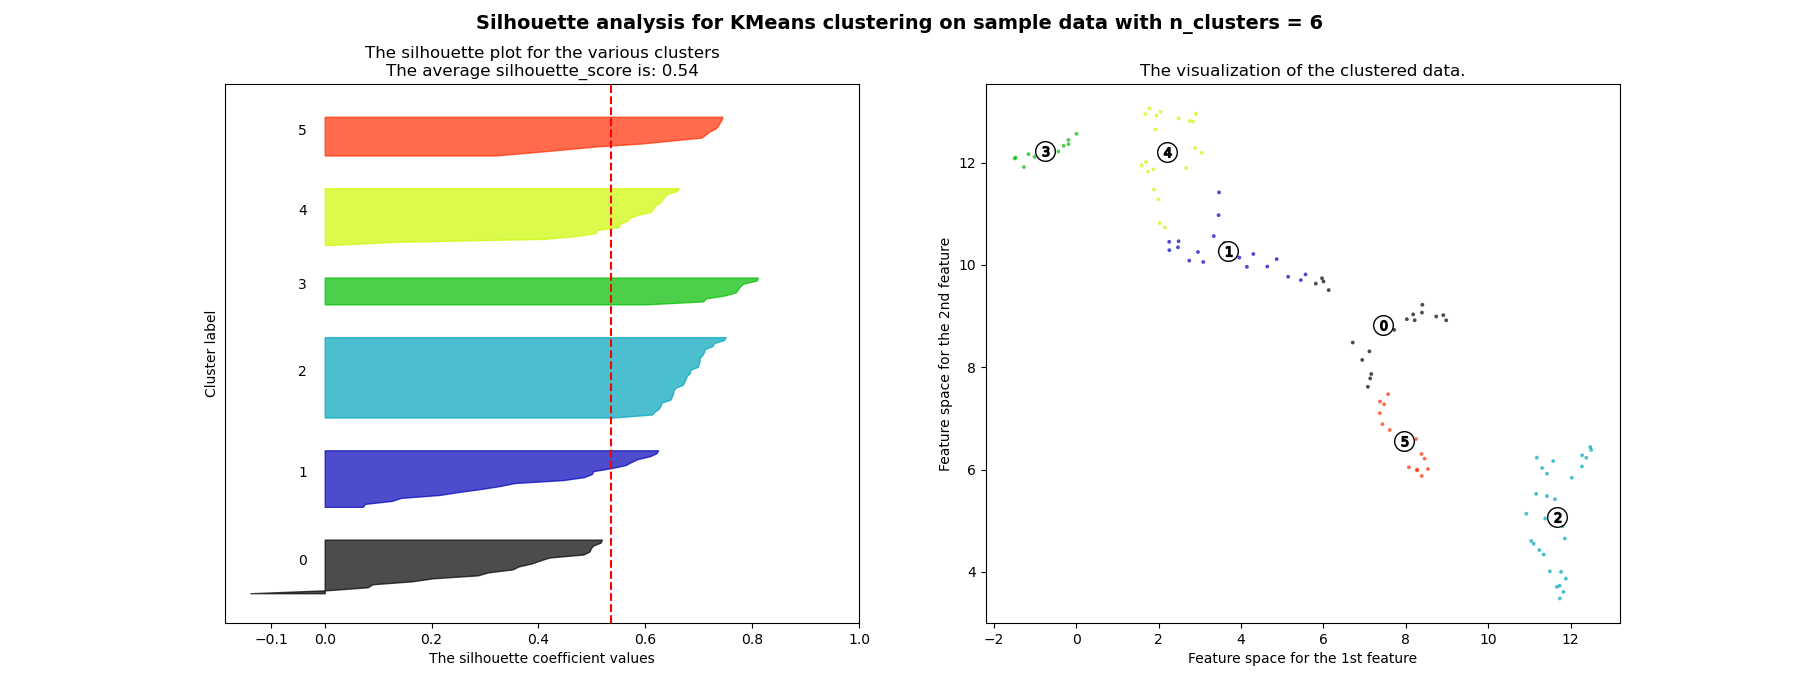 Silhouette analysis for KMeans clustering on sample data with n_clusters = 6
The silhouette plot for the various clusters
The average silhouette_score is: 0.54
5
4
3
2
1
0
Cluster label
−0.1 0.0 0.2 0.4 0.6 0.8 1.0
The silhouette coefficient values
The visualization of the clustered data.
12
10
8
6
4
Feature space for the 2nd feature
3
4
1
0
5
2
−2 0 2 4 6 8 10 12
Feature space for the 1st feature